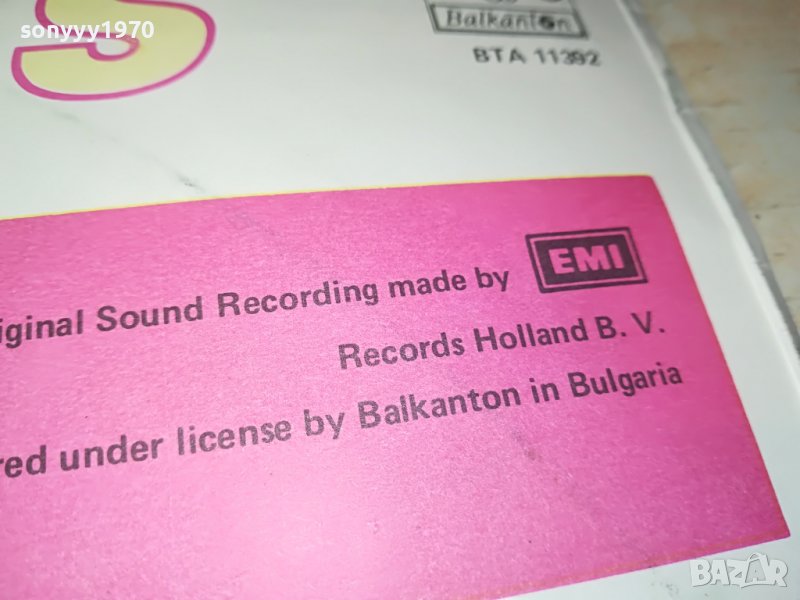 sonyyy1970
S
Balkanton
BTA 11392
iginal Sound Recording made by EMI
Records Holland B. V.
red under license by Balkanton in Bulgaria
BAZAR